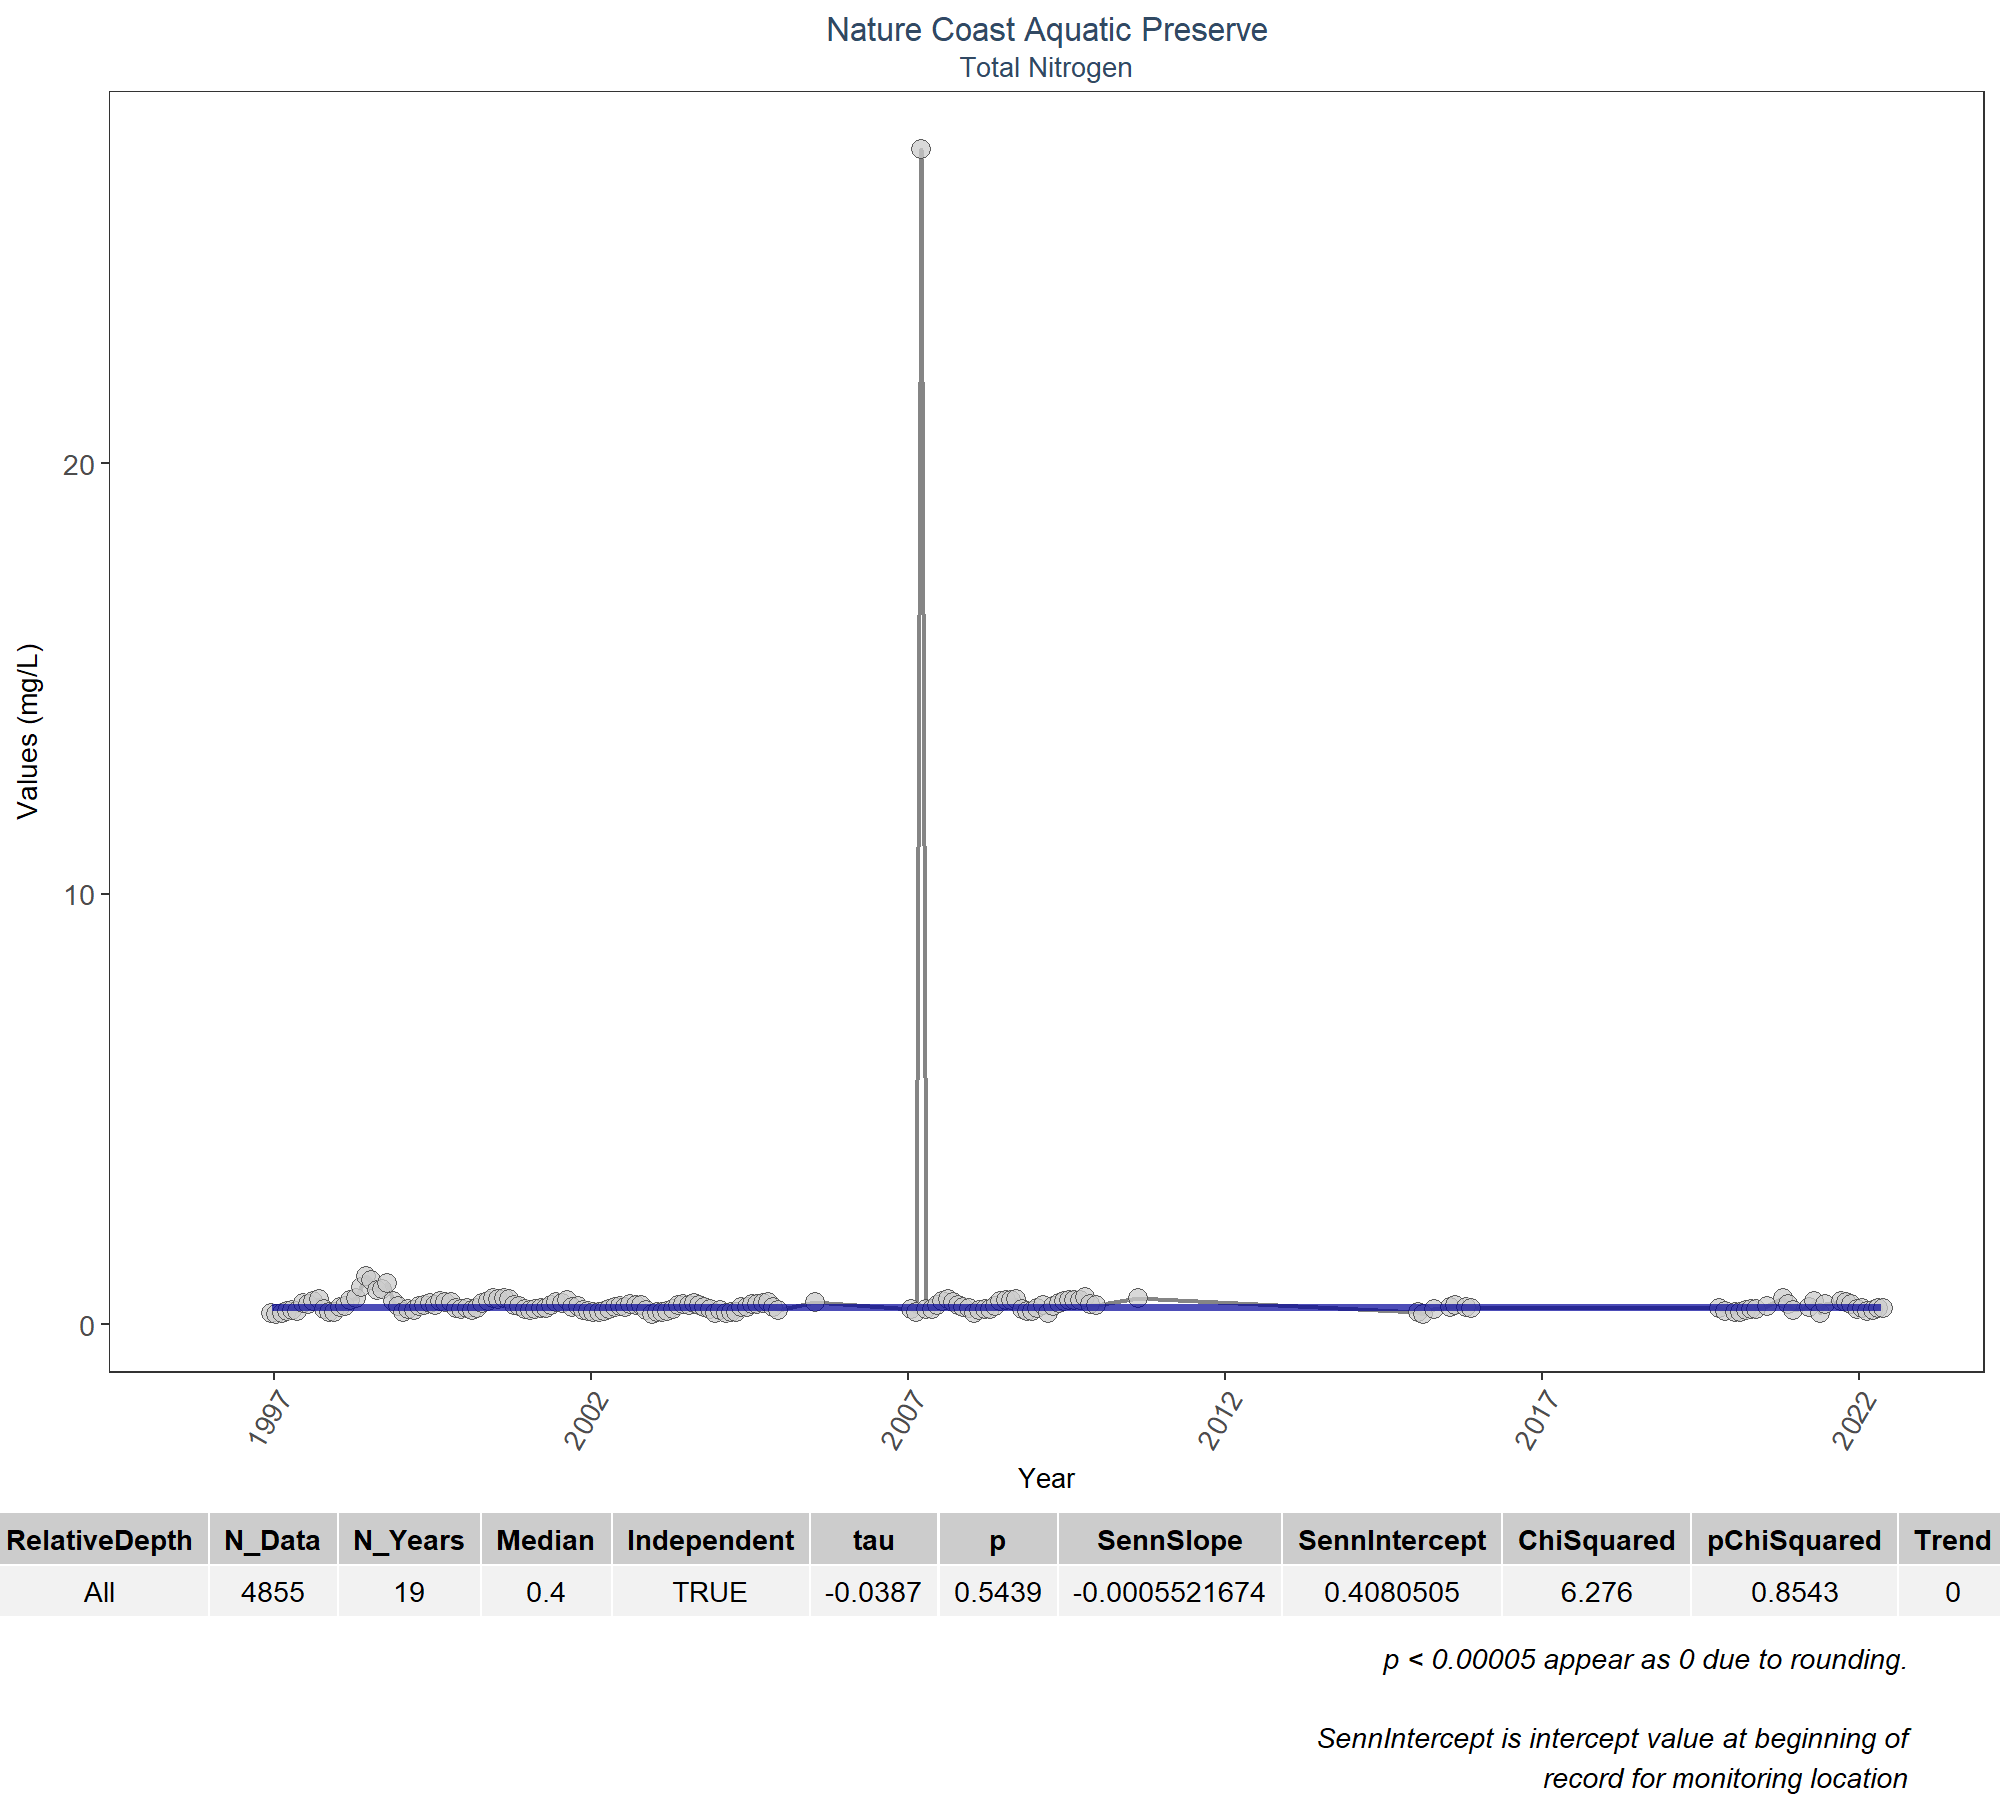 Nature Coast Aquatic Preserve
Total Nitrogen
Values (mg/L)
20
10
0
1997 2002 2007 2012 2017 2022
Year
RelativeDepth N_Data N_Years Median Independent tau p SennSlope SennIntercept ChiSquared pChiSquared Trend
All 4855 19 0.4 TRUE -0.0387 0.5439 -0.0005521674 0.4080505 6.276 0.8543 0
p < 0.00005 appear as 0 due to rounding.
SennIntercept is intercept value at beginning of
record for monitoring location